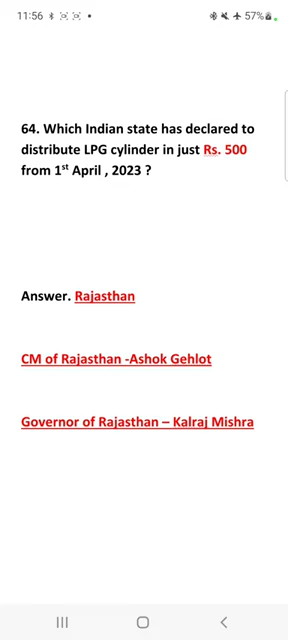 11:56 57%
64. Which Indian state has declared to
distribute LPG cylinder in just Rs. 500
from 1st April , 2023 ?
Answer. Rajasthan
CM of Rajasthan -Ashok Gehlot
Governor of Rajasthan – Kalraj Mishra